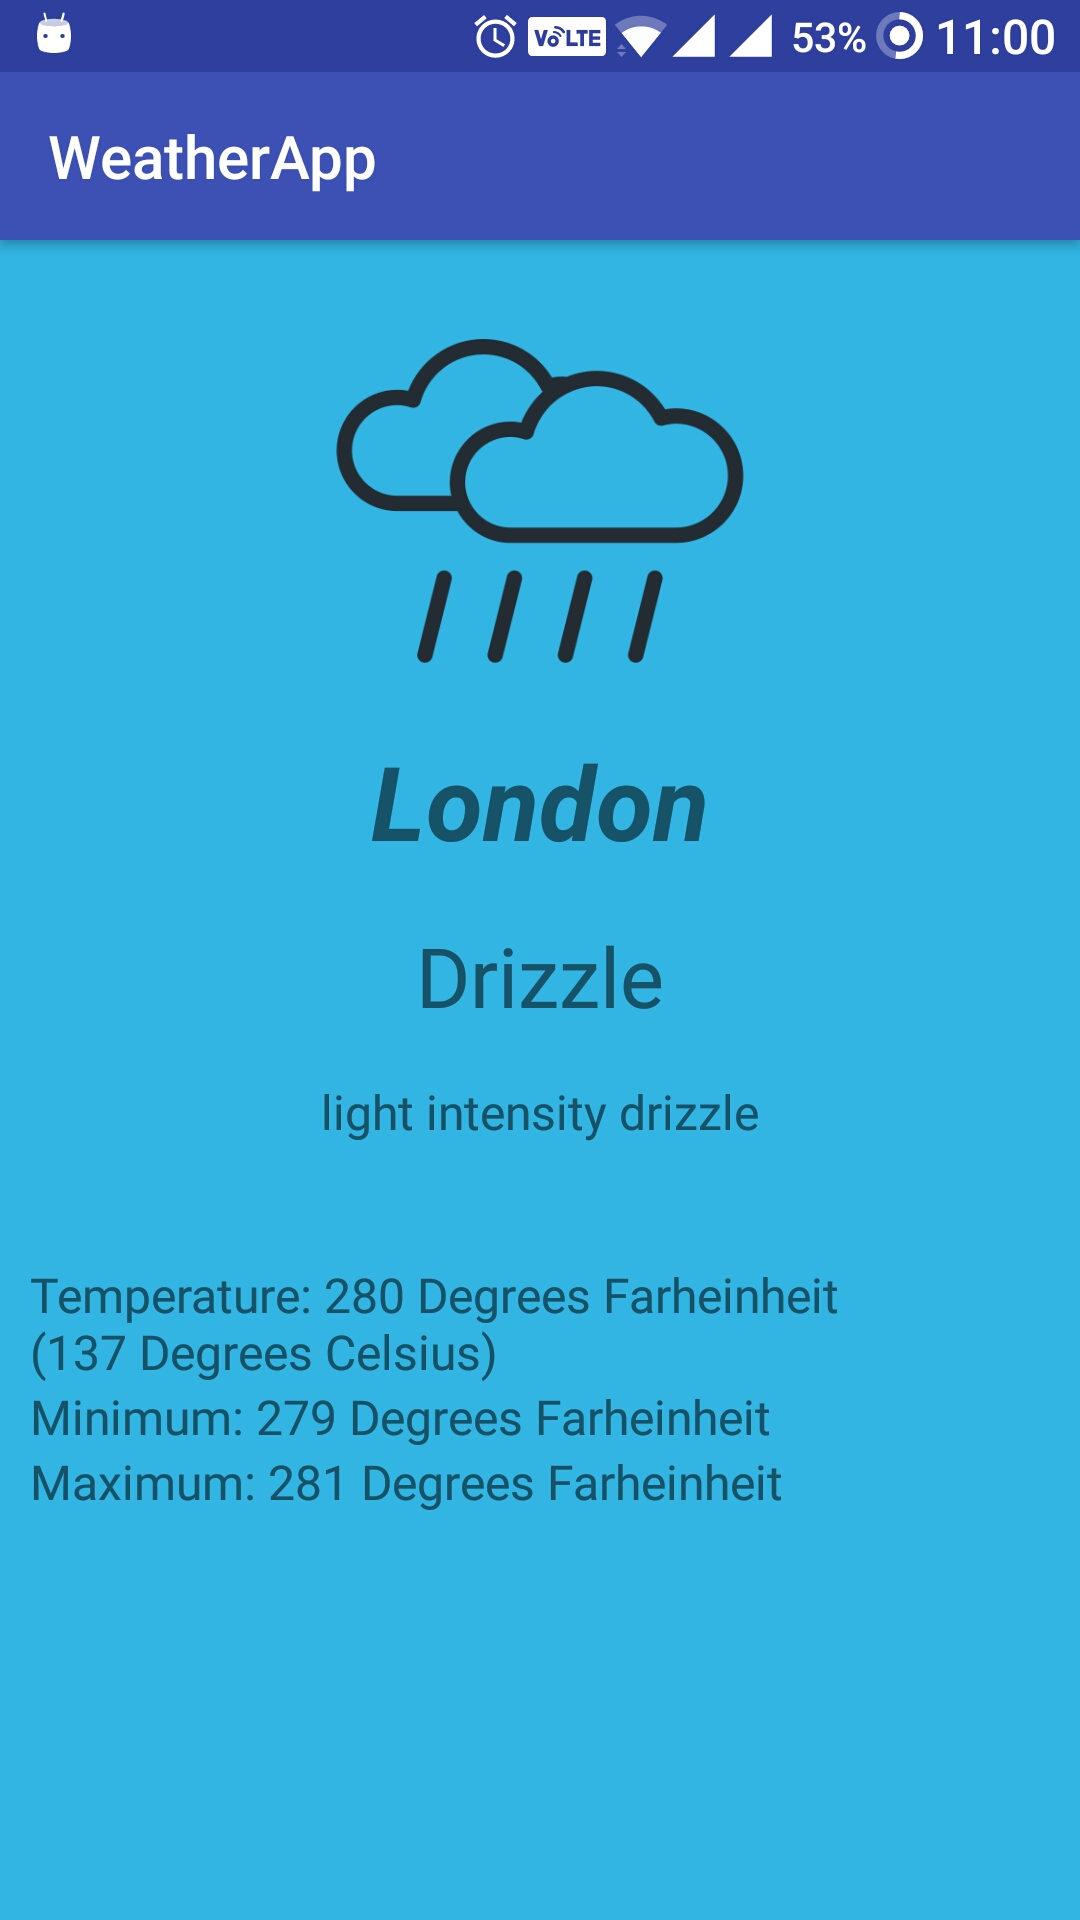 VoLTE 53% 11:00
WeatherApp
London
Drizzle
light intensity drizzle
Temperature: 280 Degrees Farheinheit
(137 Degrees Celsius)
Minimum: 279 Degrees Farheinheit
Maximum: 281 Degrees Farheinheit